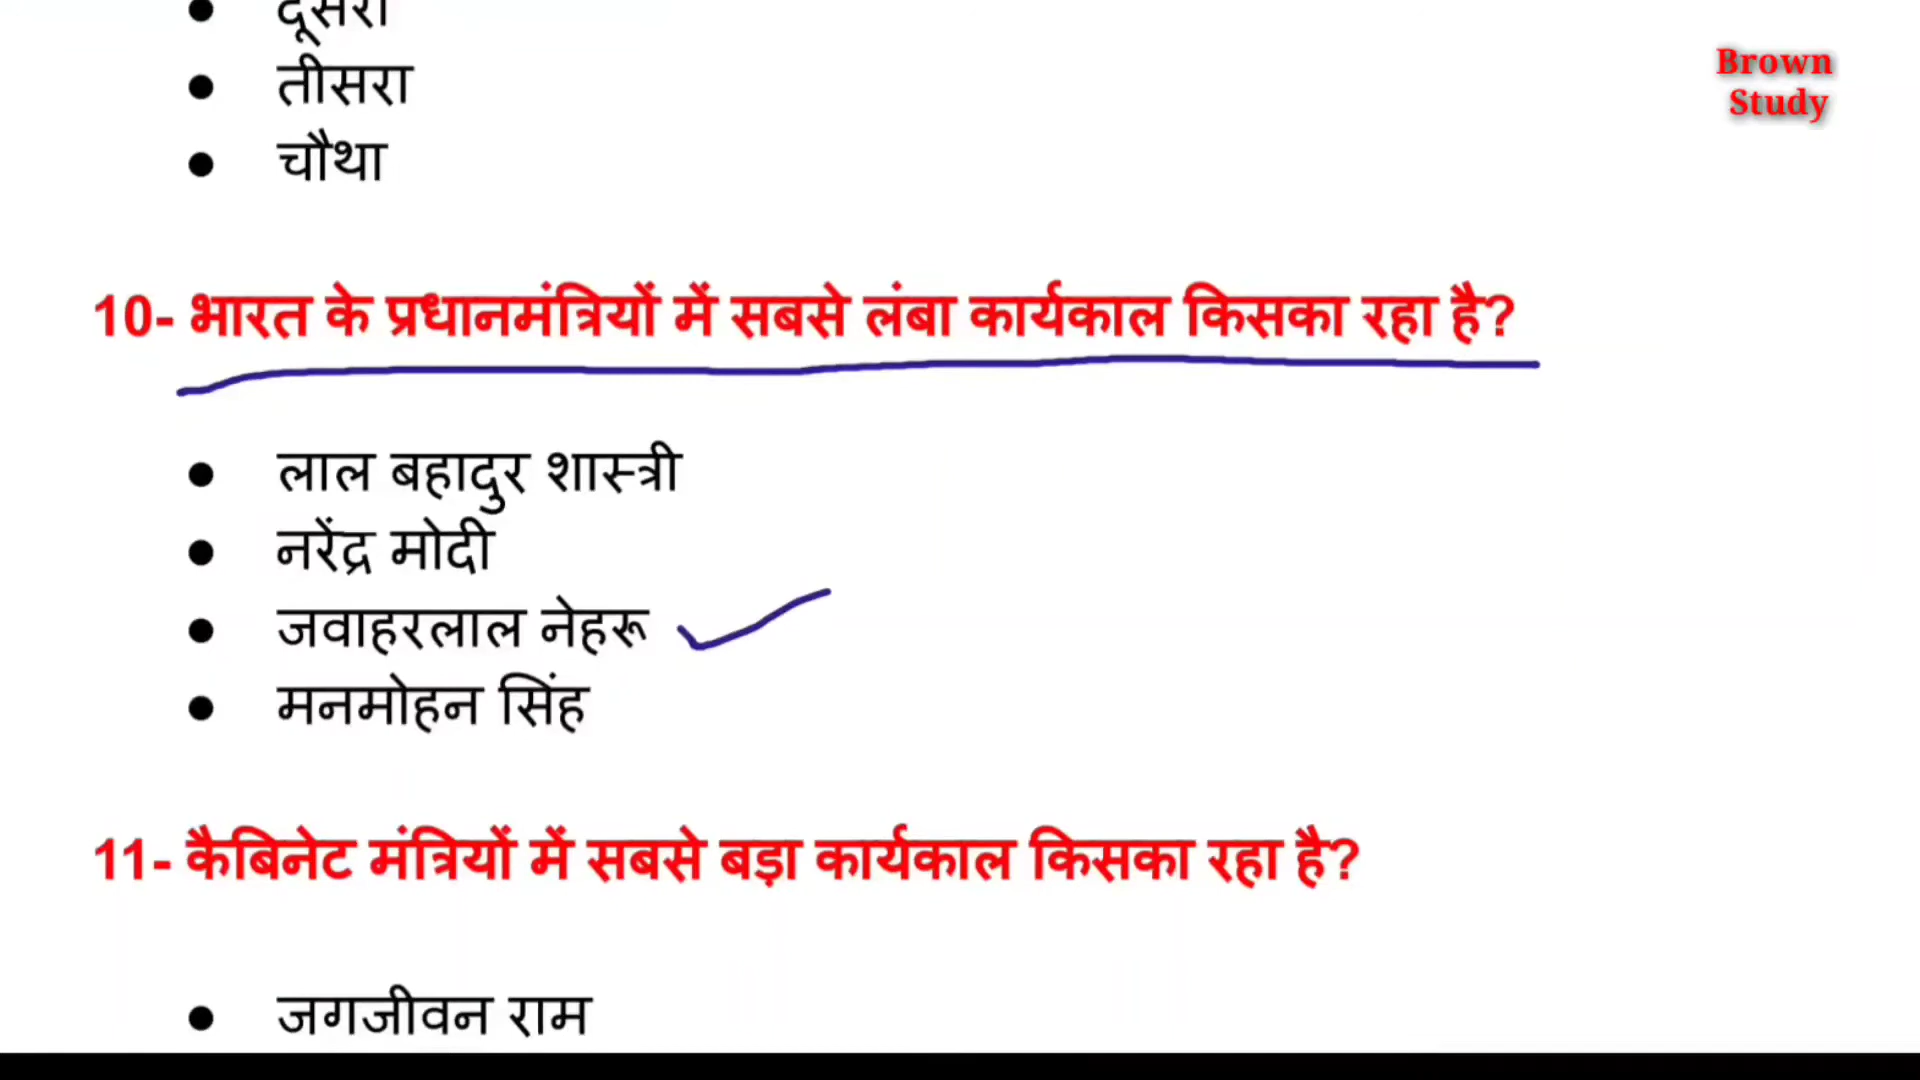 दूसरा
तीसरा
चौथा
Brown
Study
10- भारत के प्रधानमंत्रियों में सबसे लंबा कार्यकाल किसका रहा है?
लाल बहादुर शास्त्री
नरेंद्र मोदी
जवाहरलाल नेहरू
मनमोहन सिंह
11- कैबिनेट मंत्रियों में सबसे बड़ा कार्यकाल किसका रहा है?
जगजीवन राम